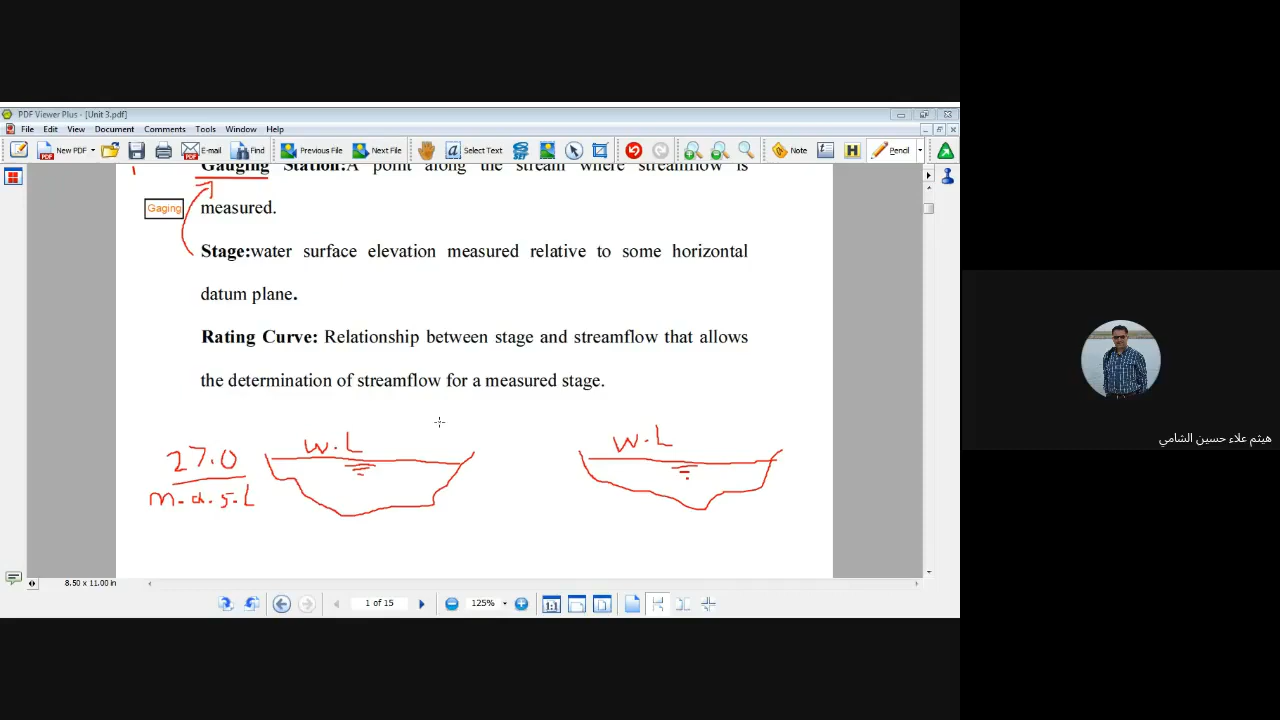 PDF Viewer Plus - [Unit 3.pdf]
File Edit View Document Comments Tools Window Help
New PDF E-mail Find Previous File Next File Select Text Note Pencil
Gauging Station:A point along the stream where streamflow is
Gaging
measured.
Stage:water surface elevation measured relative to some horizontal
datum plane.
Rating Curve: Relationship between stage and streamflow that allows
the determination of streamflow for a measured stage.
27.0
m.a.s.L
W.L
W.L
هيثم علاء حسين الشامي
8.50 x 11.00 in
1 of 15
125%
1:1